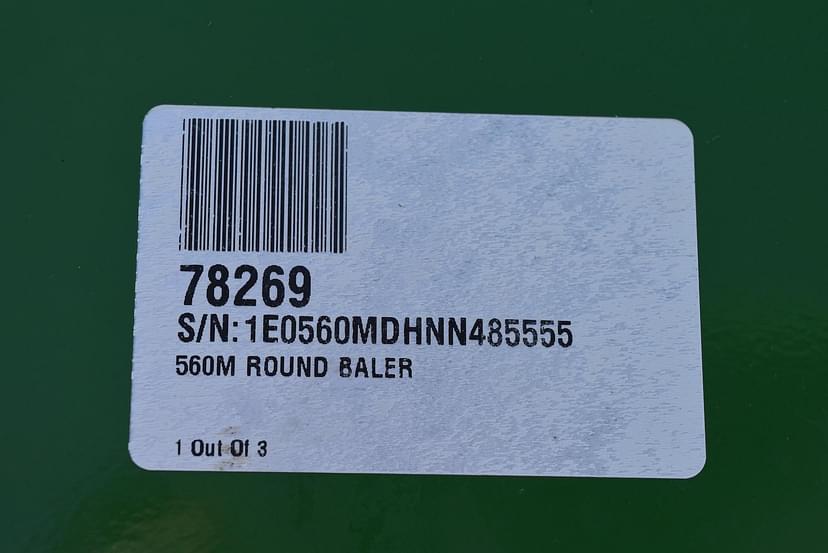 78269
S/N: 1E0560MDHNN485555
560M ROUND BALER
1 Out Of 3